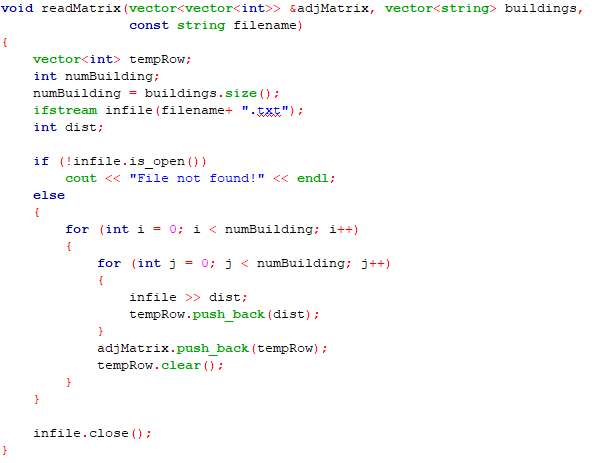 void readMatrix(vector<vector<int>> &adjMatrix, vector<string> buildings,
                const string filename)
{
    vector<int> tempRow;
    int numBuilding;
    numBuilding = buildings.size();
    ifstream infile(filename+ ".txt");
    int dist;

    if (!infile.is_open())
        cout << "File not found!" << endl;
    else
    {
        for (int i = 0; i < numBuilding; i++)
        {
            for (int j = 0; j < numBuilding; j++)
            {
                infile >> dist;
                tempRow.push_back(dist);
            }
            adjMatrix.push_back(tempRow);
            tempRow.clear();
        }
    }

    infile.close();
}